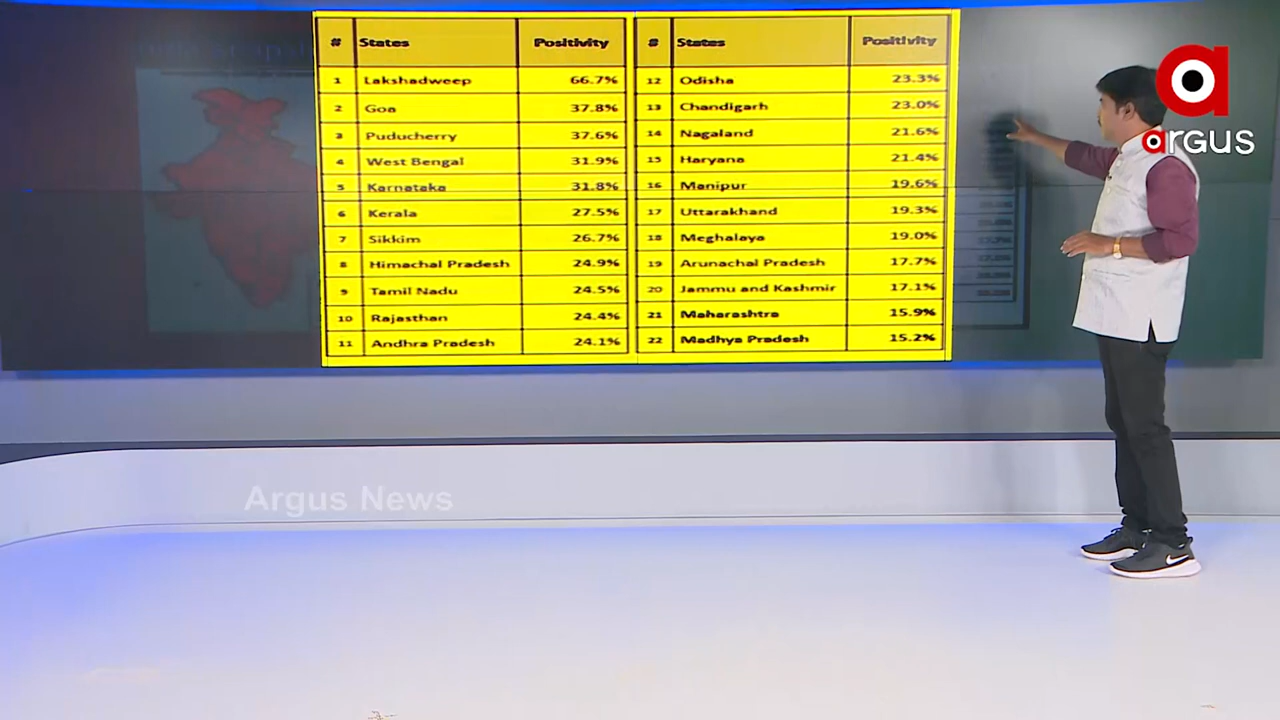 # States Positivity # States Positivity
1 Lakshadweep 66.7% 12 Odisha 23.3%
2 Goa 37.8% 13 Chandigarh 23.0%
3 Puducherry 37.6% 14 Nagaland 21.6%
4 West Bengal 31.9% 15 Haryana 21.4%
5 Karnataka 31.8% 16 Manipur 19.6%
6 Kerala 27.5% 17 Uttarakhand 19.3%
7 Sikkim 26.7% 18 Meghalaya 19.0%
8 Himachal Pradesh 24.9% 19 Arunachal Pradesh 17.7%
9 Tamil Nadu 24.5% 20 Jammu and Kashmir 17.1%
10 Rajasthan 24.4% 21 Maharashtra 15.9%
11 Andhra Pradesh 24.1% 22 Madhya Pradesh 15.2%
a
argus
Argus News